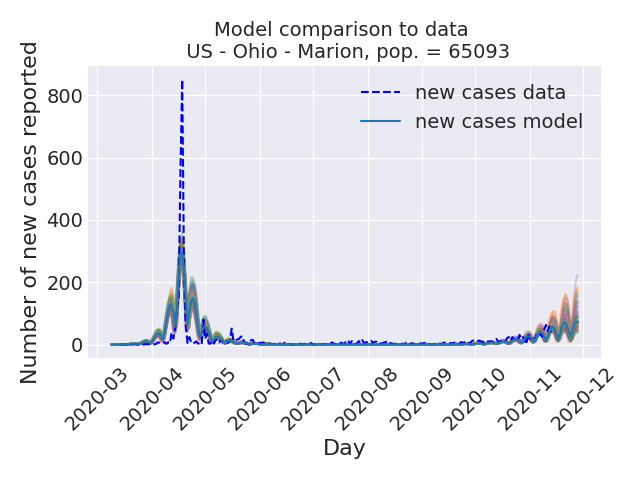 Model comparison to data
US - Ohio - Marion, pop. = 65093
Number of new cases reported
800
600
400
200
0
new cases data
new cases model
2020-03
2020-04
2020-05
2020-06
2020-07
2020-08
2020-09
2020-10
2020-11
2020-12
Day